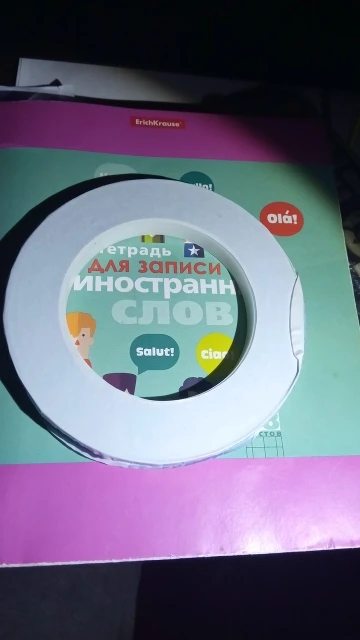 ErichKrause
Olá!
тетрадь
для записи
иностранн
слов
Salut!
Ciao